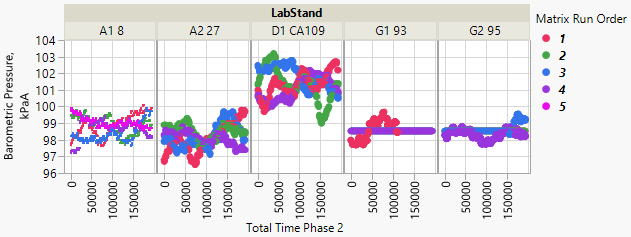 LabStand
A1 8 A2 27 D1 CA109 G1 93 G2 95
Matrix Run Order
1
2
3
4
5
Barometric Pressure,
kPaA
104
103
102
101
100
99
98
97
96
0 50000 100000 150000 0 50000 100000 150000 0 50000 100000 150000 0 50000 100000 150000 0 50000 100000 150000
Total Time Phase 2